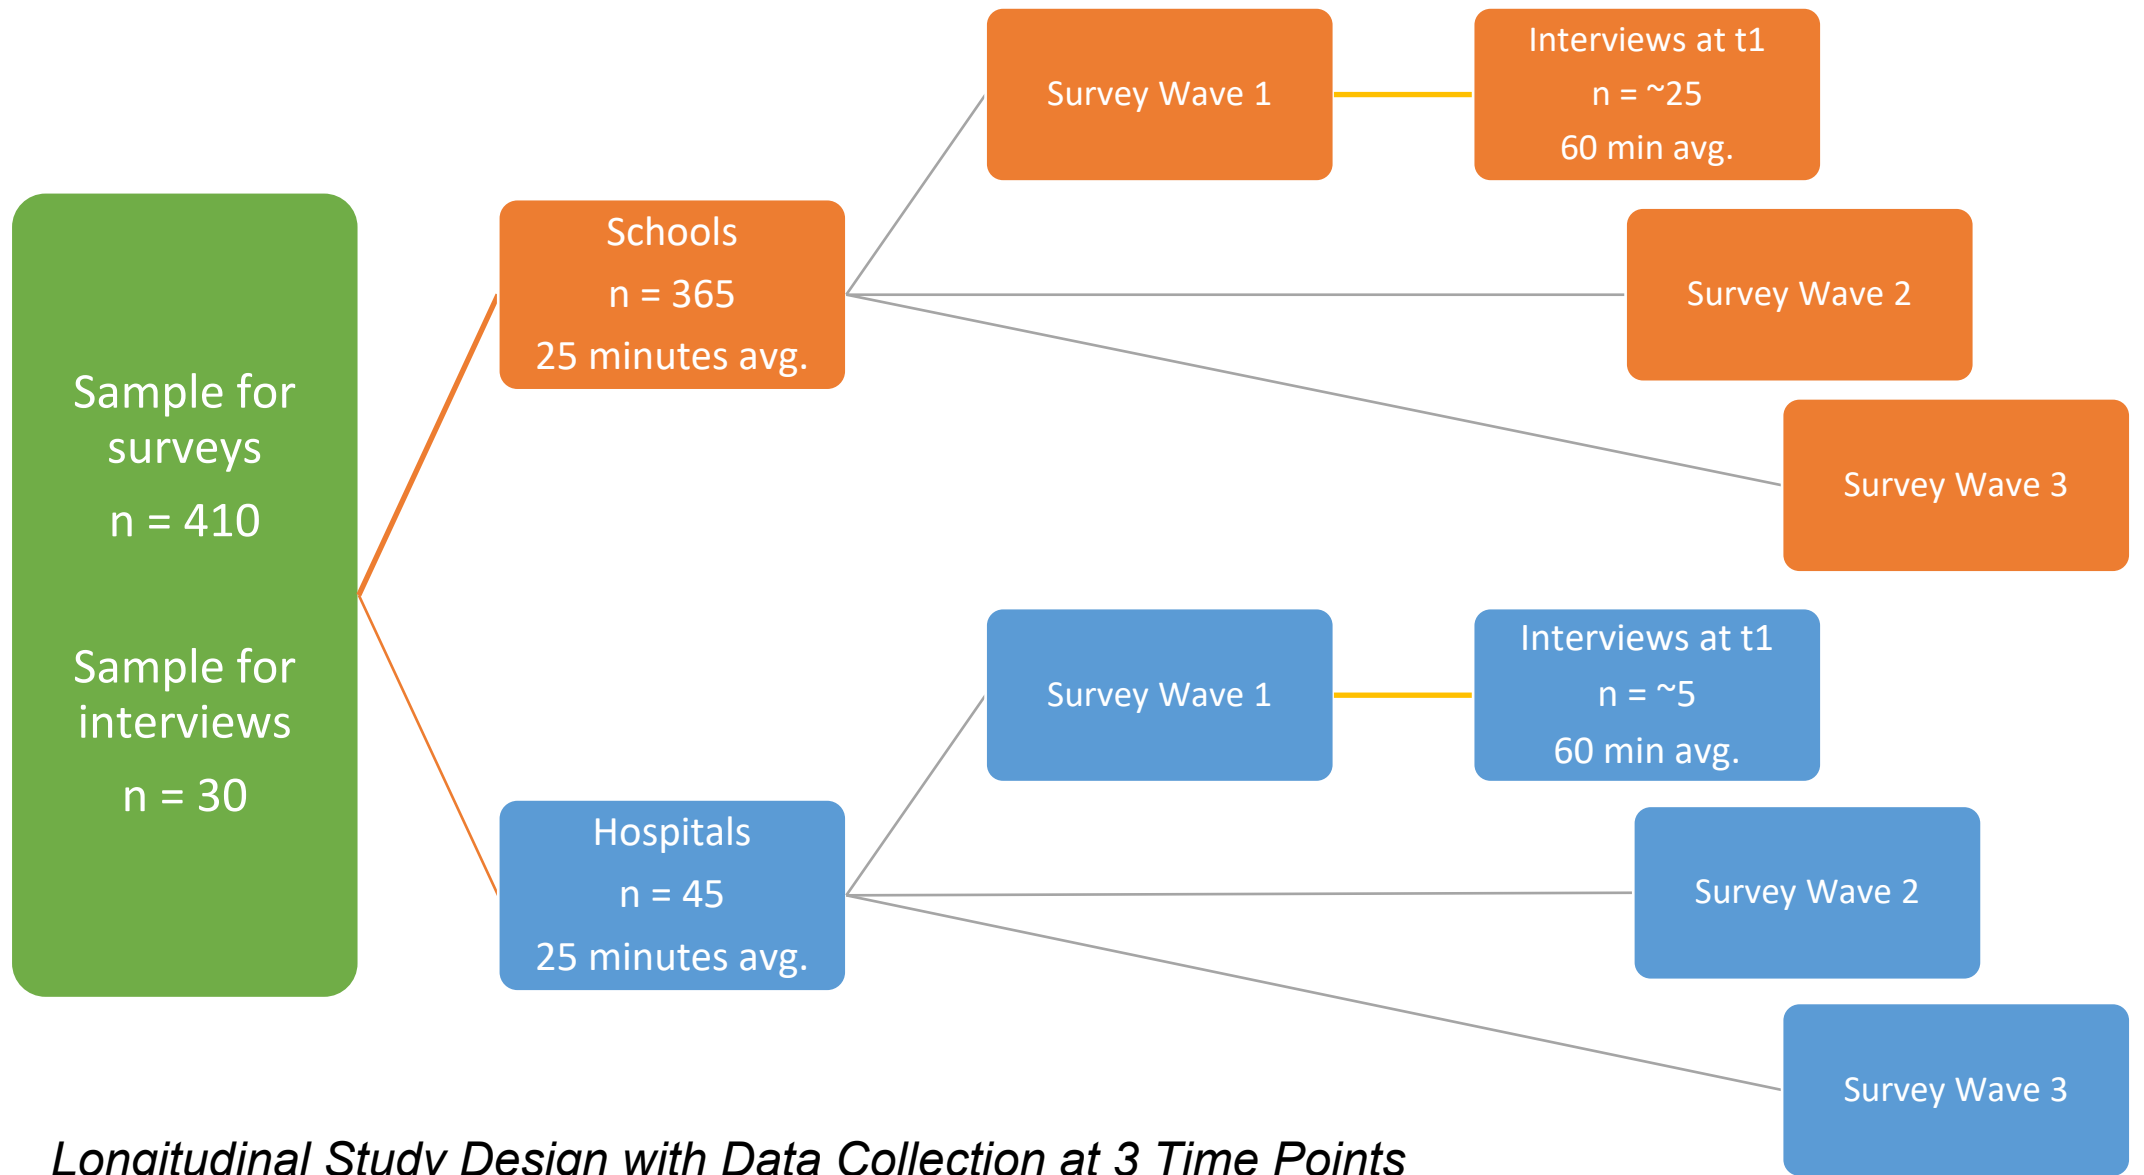 Sample for
surveys
n = 410
Sample for
interviews
n = 30
Schools
n = 365
25 minutes avg.
Survey Wave 1
Interviews at t1
n = ~25
60 min avg.
Survey Wave 2
Survey Wave 3
Hospitals
n = 45
25 minutes avg.
Survey Wave 1
Interviews at t1
n = ~5
60 min avg.
Survey Wave 2
Survey Wave 3
Longitudinal Study Design with Data Collection at 3 Time Points